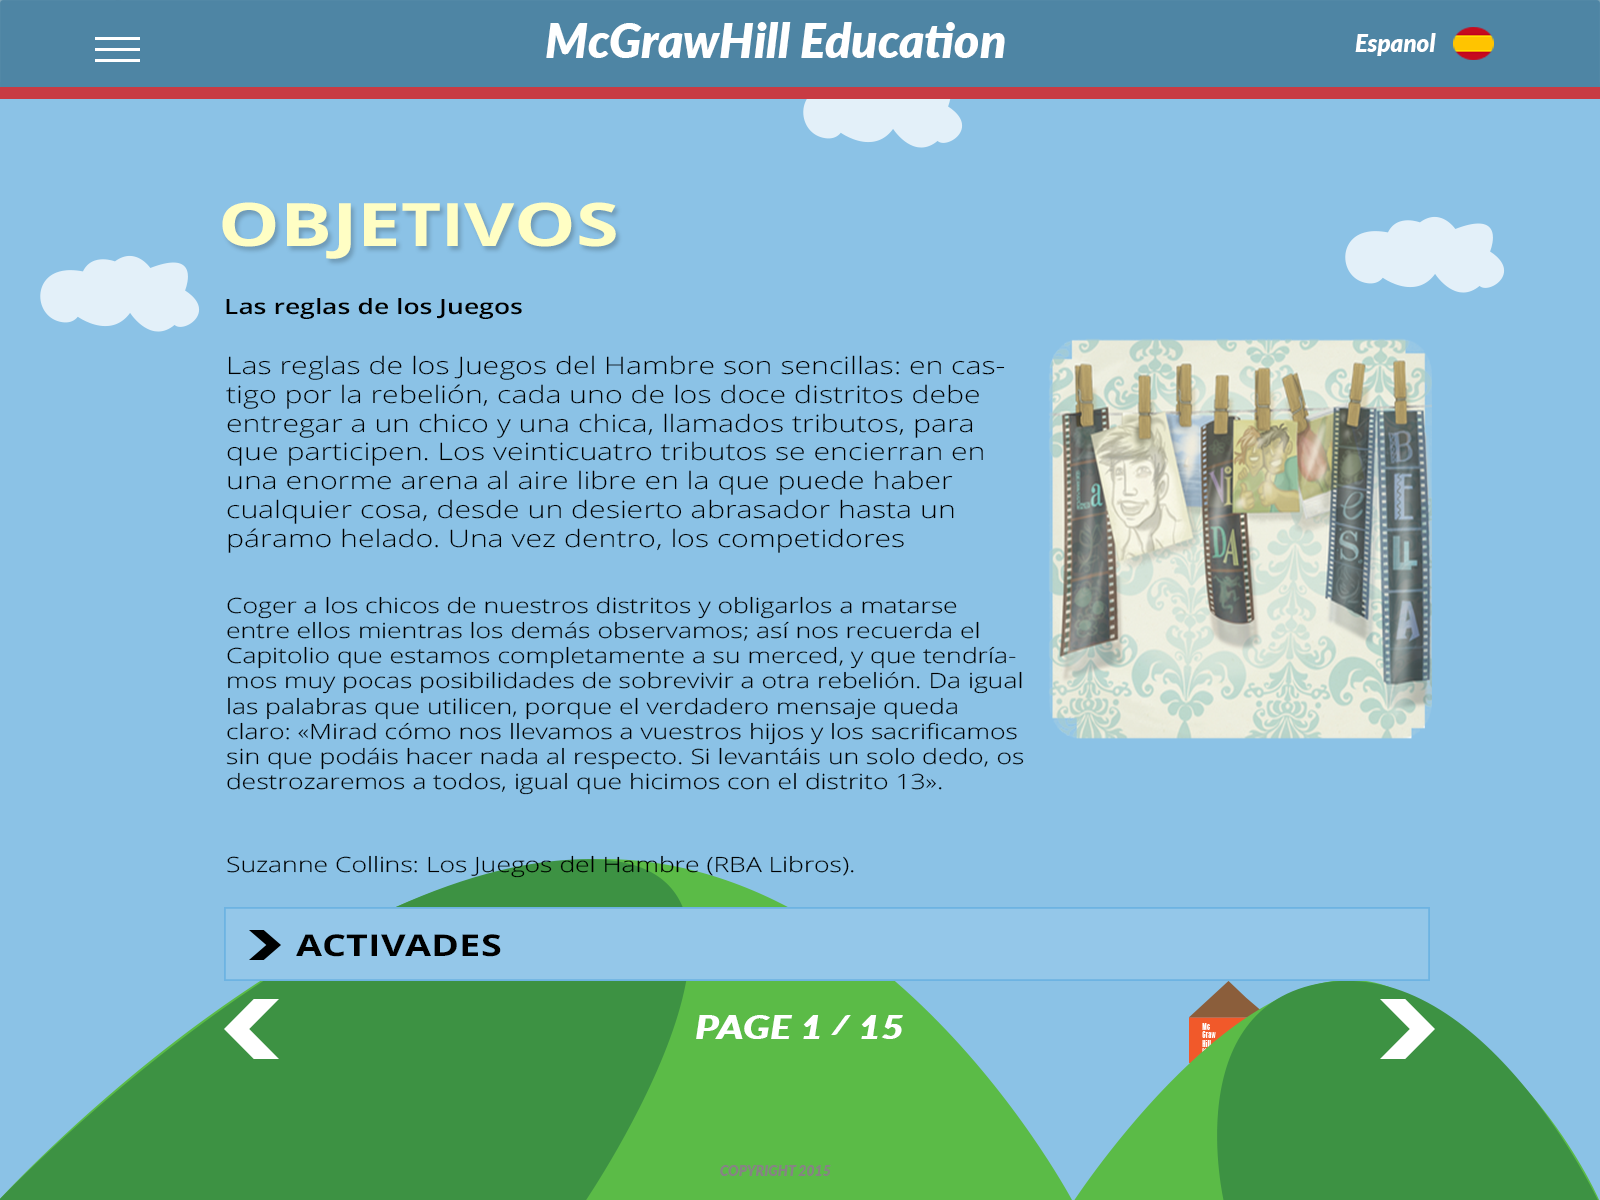 McGrawHill Education
Espanol
OBJETIVOS
Las reglas de los Juegos
Las reglas de los Juegos del Hambre son sencillas: en cas-
tigo por la rebelión, cada uno de los doce distritos debe
entregar a un chico y una chica, llamados tributos, para
que participen. Los veinticuatro tributos se encierran en
una enorme arena al aire libre en la que puede haber
cualquier cosa, desde un desierto abrasador hasta un
páramo helado. Una vez dentro, los competidores
Coger a los chicos de nuestros distritos y obligarlos a matarse
entre ellos mientras los demás observamos; así nos recuerda el
Capitolio que estamos completamente a su merced, y que tendría-
mos muy pocas posibilidades de sobrevivir a otra rebelión. Da igual
las palabras que utilicen, porque el verdadero mensaje queda
claro: «Mirad cómo nos llevamos a vuestros hijos y los sacrificamos
sin que podáis hacer nada al respecto. Si levantáis un solo dedo, os
destrozaremos a todos, igual que hicimos con el distrito 13».
La
ViDA
es
BELLA
Suzanne Collins: Los Juegos del Hambre (RBA Libros).
ACTIVADES
PAGE 1 / 15
Mc
Graw
Hill
COPYRIGHT 2015